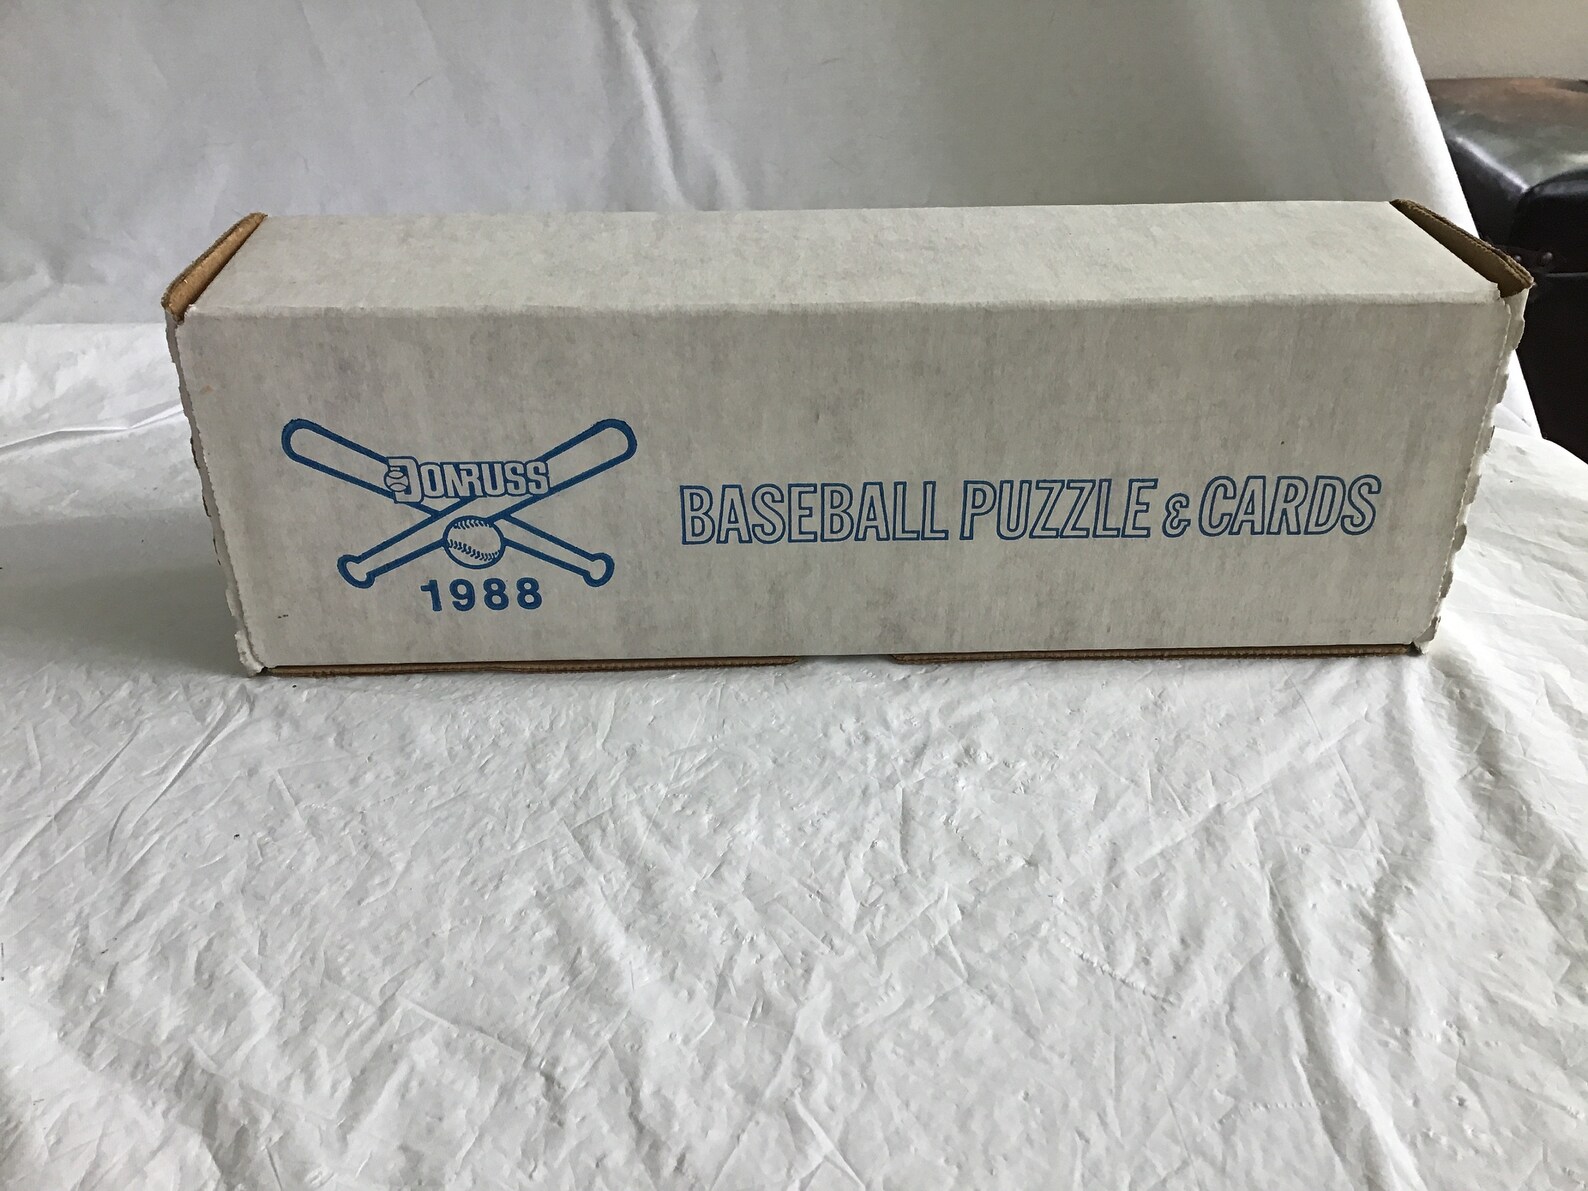 DONRUSS
1988
BASEBALL PUZZLE & CARDS